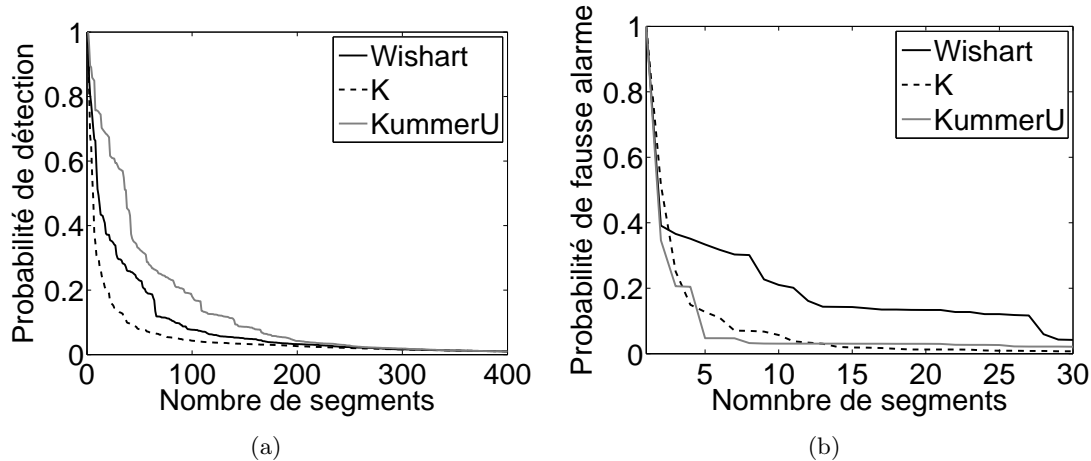 Probabilité de détection
1
0.8
0.6
0.4
0.2
0
0
100
200
300
400
Nombre de segments
Wishart
K
KummerU
(a)
Probabilité de fausse alarme
1
0.8
0.6
0.4
0.2
0
5
10
15
20
25
30
Nomnbre de segments
Wishart
K
KummerU
(b)